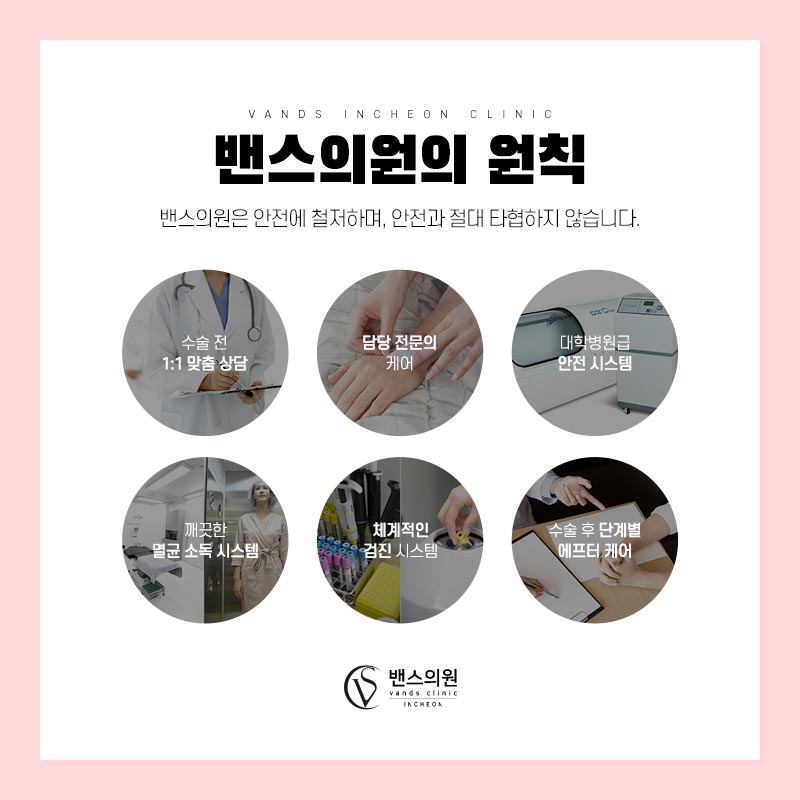 VANDS INCHEON CLINIC
밴스의원의 원칙
밴스의원은 안전에 철저하며, 안전과 절대 타협하지 않습니다.
수술 전
1:1 맞춤 상담
담당 전문의
케어
대학병원급
안전 시스템
깨끗한
멸균 소독 시스템
체계적인
검진 시스템
수술 후 단계별
에프터 케어
밴스의원
vands clinic
INCHEON